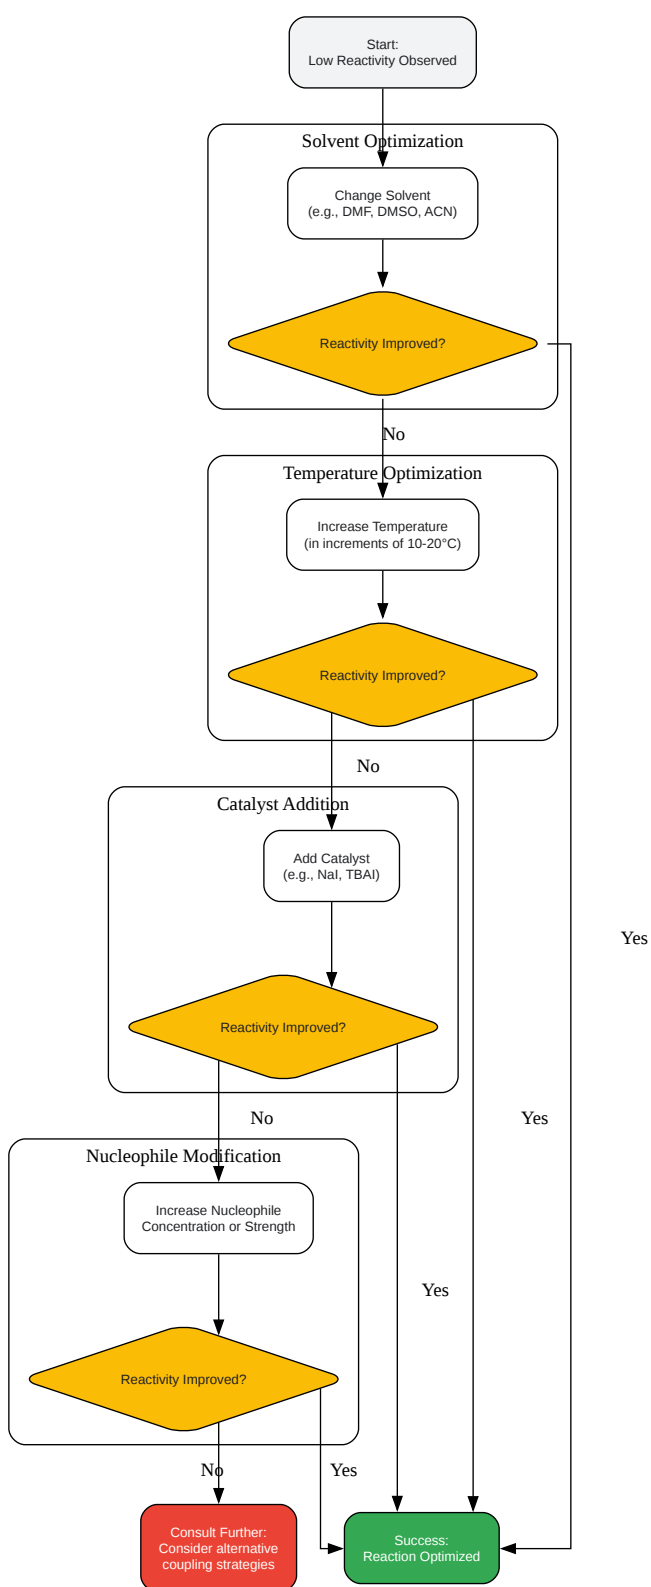 Start:
Low Reactivity Observed
Solvent Optimization
Change Solvent
(e.g., DMF, DMSO, ACN)
Reactivity Improved?
No
Temperature Optimization
Increase Temperature
(in increments of 10-20°C)
Reactivity Improved?
No
Catalyst Addition
Add Catalyst
(e.g., NaI, TBAI)
Yes
Reactivity Improved?
No
Yes
Nucleophile Modification
Increase Nucleophile
Concentration or Strength
Yes
Reactivity Improved?
No
Yes
Consult Further:
Consider alternative
coupling strategies
Success:
Reaction Optimized